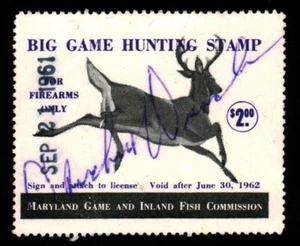 BIG GAME HUNTING STAMP
SEP 21 1961
FOR
FIREARMS
ONLY
$2.00
Sign and attach to license Void after June 30, 1962
MARYLAND GAME AND INLAND FISH COMMISSION